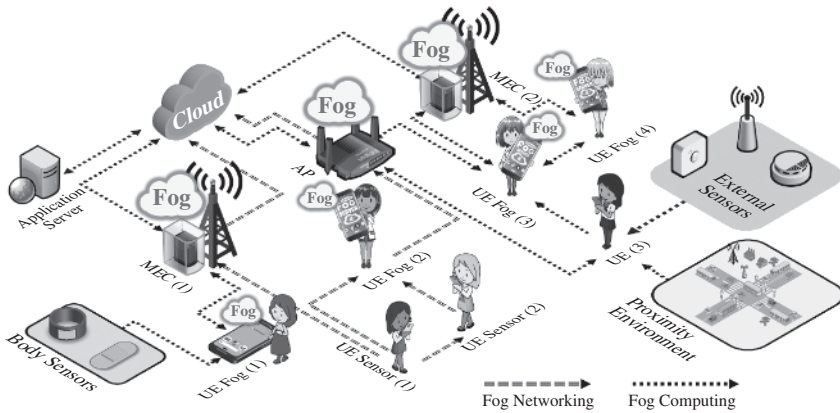 Fog
MEC (2)
Fog
Cloud
Fog
Fog
UE Fog (4)
AP
Fog
UE Fog (3)
C
External
Sensors
Application
Server
Fog
MEC (1)
UE Fog (2)
UE (3)
Proximity
Environment
Body Sensors
Fog
UE Fog (1)
UE Sensor (1)
UE Sensor (2)
Fog Networking
Fog Computing